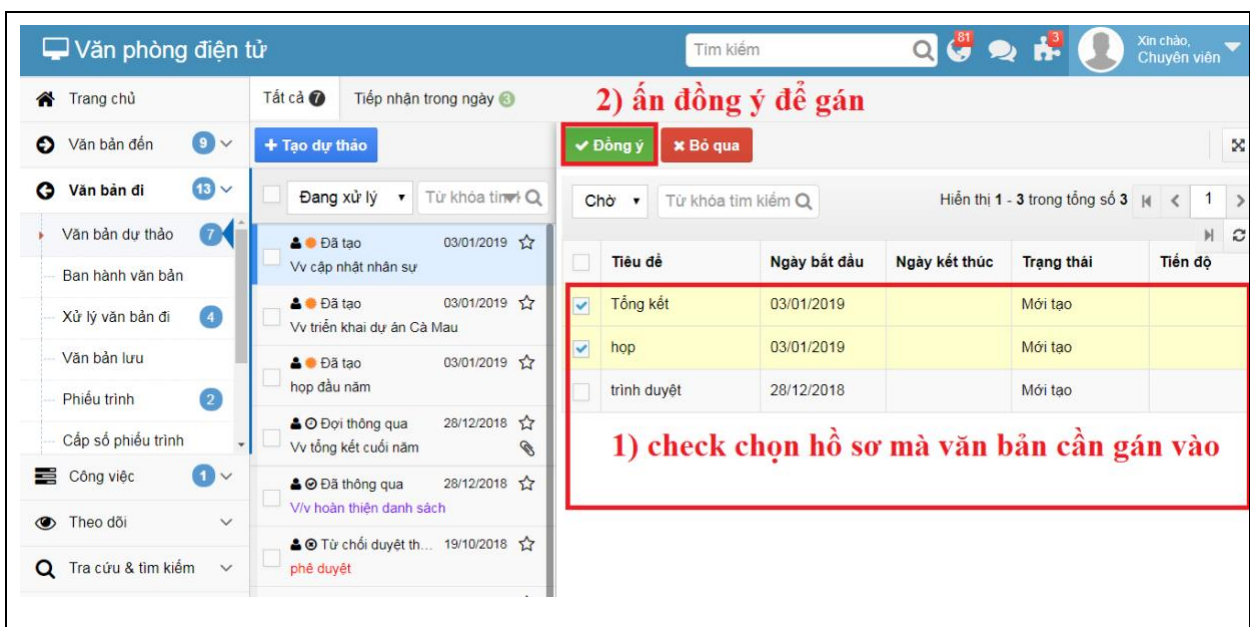 Văn phòng điện tử
Tìm kiếm
81
3
Xin chào,
Chuyên viên
Trang chủ
Văn bản đến 9
Văn bản đi 13
Văn bản dự thảo 7
Ban hành văn bản
Xử lý văn bản đi 4
Văn bản lưu
Phiếu trình 2
Cấp số phiếu trình
Công việc 1
Theo dõi
Tra cứu & tìm kiếm
Tất cả 7 Tiếp nhận trong ngày 3
+ Tạo dự thảo
Đang xử lý Từ khóa tìm
Đã tạo 03/01/2019
Vv cập nhật nhân sự
Đã tạo 03/01/2019
Vv triển khai dự án Cà Mau
Đã tạo 03/01/2019
họp đầu năm
Đợi thông qua 28/12/2018
Vv tổng kết cuối năm
Đã thông qua 28/12/2018
V/v hoàn thiện danh sách
Từ chối duyệt th... 19/10/2018
phê duyệt
2) ấn đồng ý để gán
Đồng ý Bỏ qua
Chờ Từ khóa tìm kiếm Hiển thị 1 - 3 trong tổng số 3 1
Tiêu đề Ngày bắt đầu Ngày kết thúc Trạng thái Tiến độ
Tổng kết 03/01/2019 Mới tạo
họp 03/01/2019 Mới tạo
trình duyệt 28/12/2018 Mới tạo
1) check chọn hồ sơ mà văn bản cần gán vào